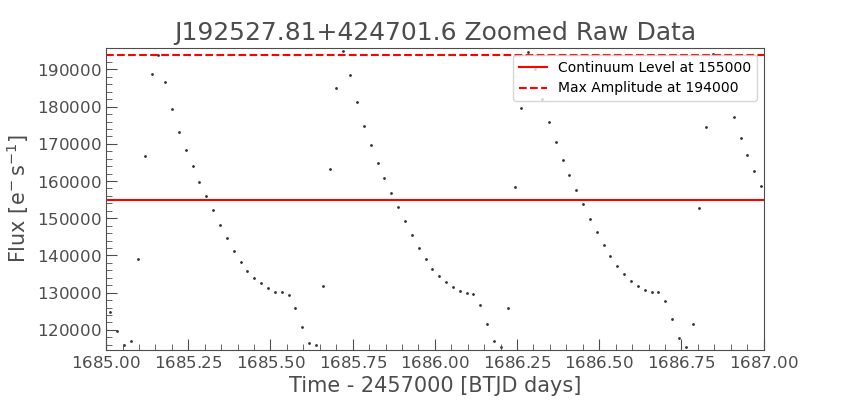 J192527.81+424701.6 Zoomed Raw Data
Continuum Level at 155000
Max Amplitude at 194000
Flux [e⁻ s⁻¹]
190000
180000
170000
160000
150000
140000
130000
120000
1685.00 1685.25 1685.50 1685.75 1686.00 1686.25 1686.50 1686.75 1687.00
Time - 2457000 [BTJD days]